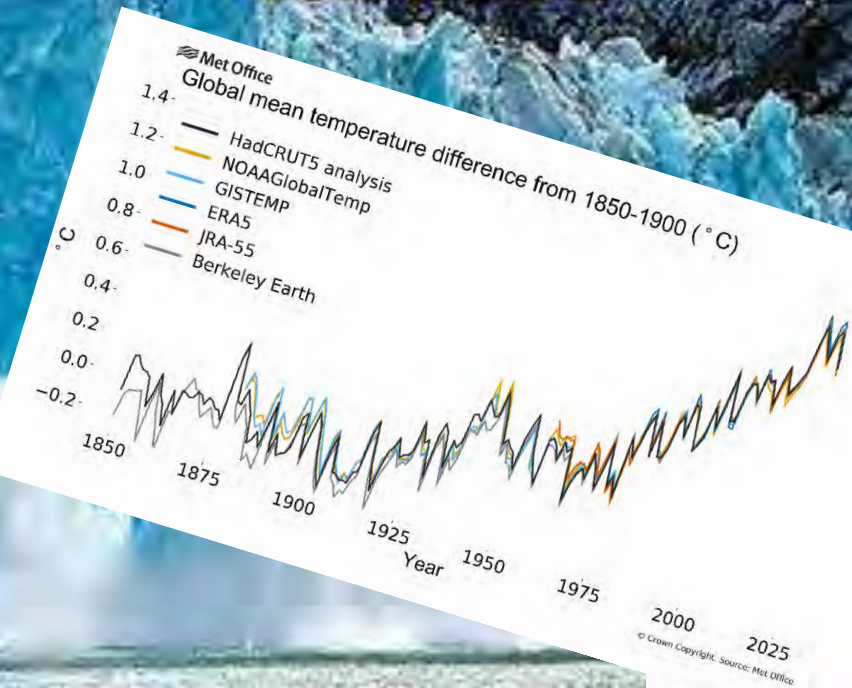 Met Office
Global mean temperature difference from 1850-1900 (°C)
1.4
1.2
1.0
0.8
0.6
0.4
0.2
0.0
−0.2
°C
HadCRUT5 analysis
NOAAGlobalTemp
GISTEMP
ERA5
JRA-55
Berkeley Earth
1850
1875
1900
1925
1950
1975
2000
2025
Year
© Crown Copyright. Source: Met Office